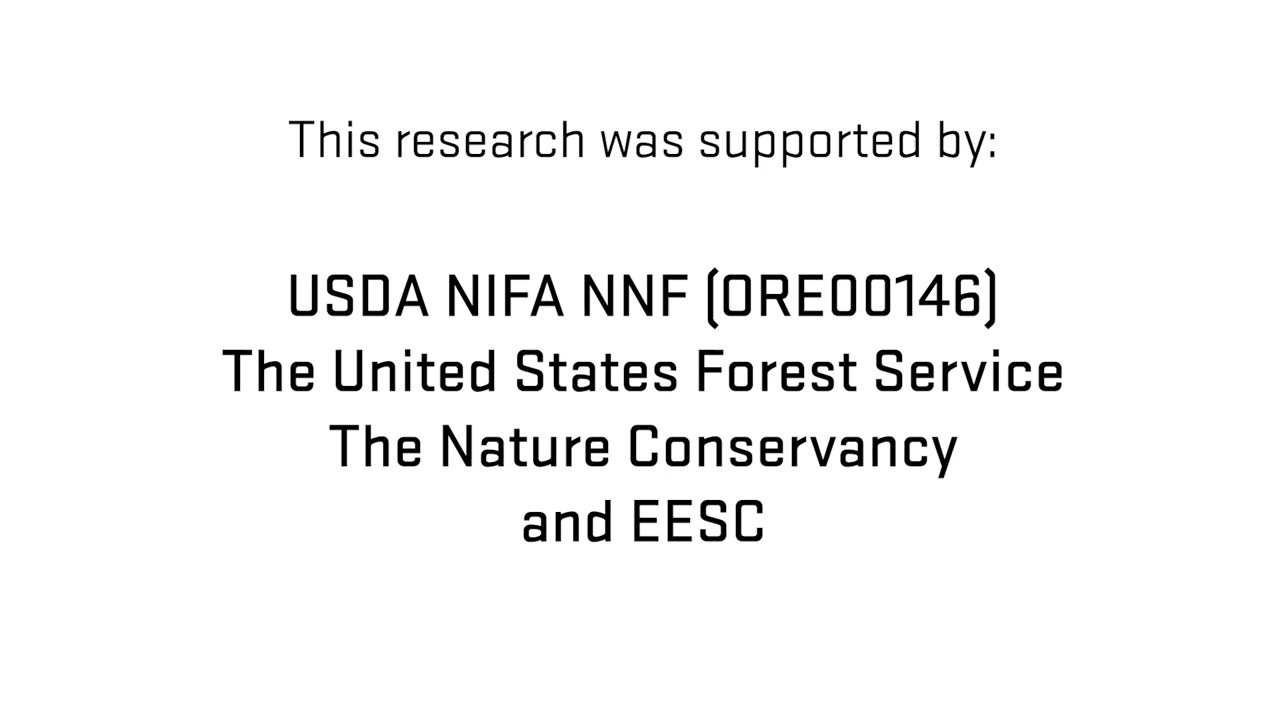 This research was supported by:
USDA NIFA NNF (ORE00146)
The United States Forest Service
The Nature Conservancy
and EESC